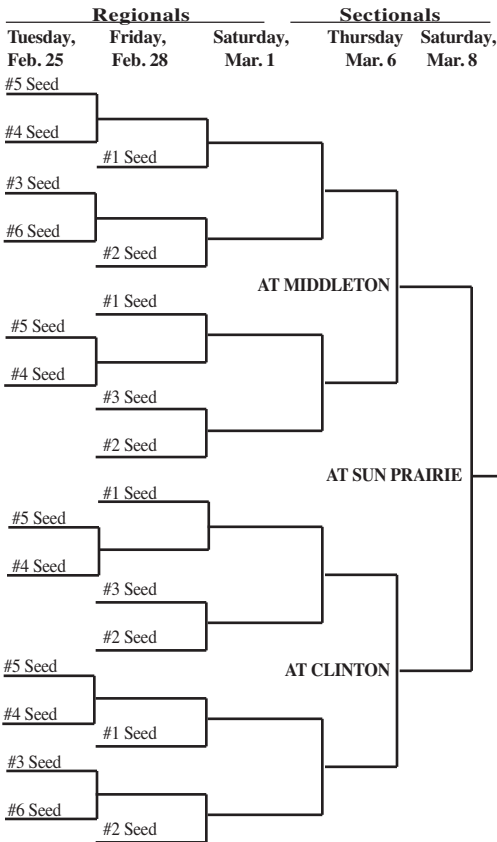 Regionals Sectionals
Tuesday, Friday, Saturday, Thursday Saturday,
Feb. 25 Feb. 28 Mar. 1 Mar. 6 Mar. 8
#5 Seed
#4 Seed
#1 Seed
#3 Seed
#6 Seed
#2 Seed
AT MIDDLETON
#1 Seed
#5 Seed
#4 Seed
#3 Seed
#2 Seed
AT SUN PRAIRIE
#1 Seed
#5 Seed
#4 Seed
#3 Seed
#2 Seed
AT CLINTON
#5 Seed
#4 Seed
#1 Seed
#3 Seed
#6 Seed
#2 Seed